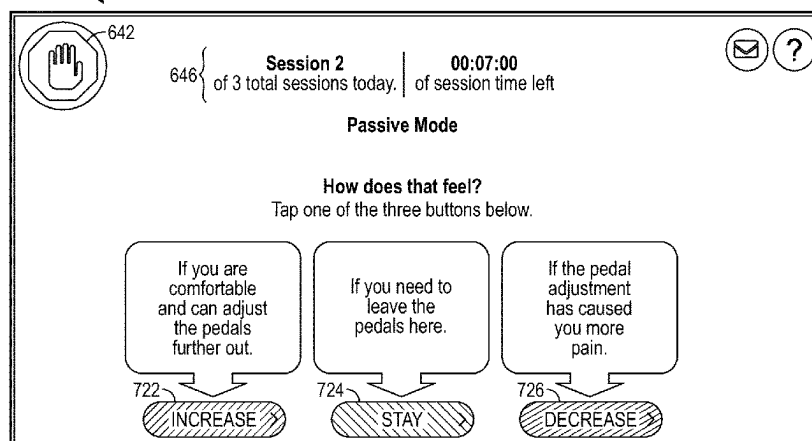 642
646
Session 2
of 3 total sessions today.
00:07:00
of session time left
?
Passive Mode
How does that feel?
Tap one of the three buttons below.
If you are
comfortable
and can adjust
the pedals
further out.
If you need to
leave the
pedals here.
If the pedal
adjustment
has caused
you more
pain.
722
INCREASE
724
STAY
726
DECREASE